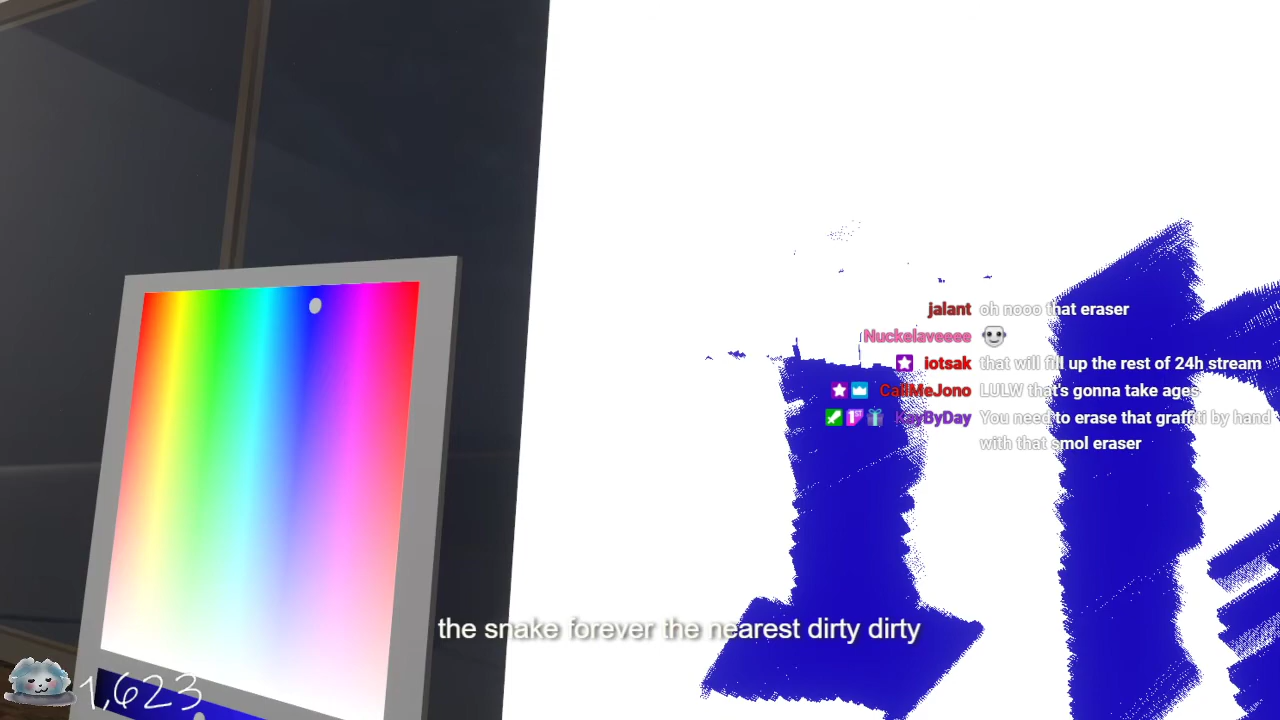 jalant oh nooo that eraser
Nuckelaveeee
iotsak that will fill up the rest of 24h stream
CallMeJono LULW that's gonna take ages
KayByDay You need to erase that graffiti by hand
with that smol eraser
the snake forever the nearest dirty dirty
1,623